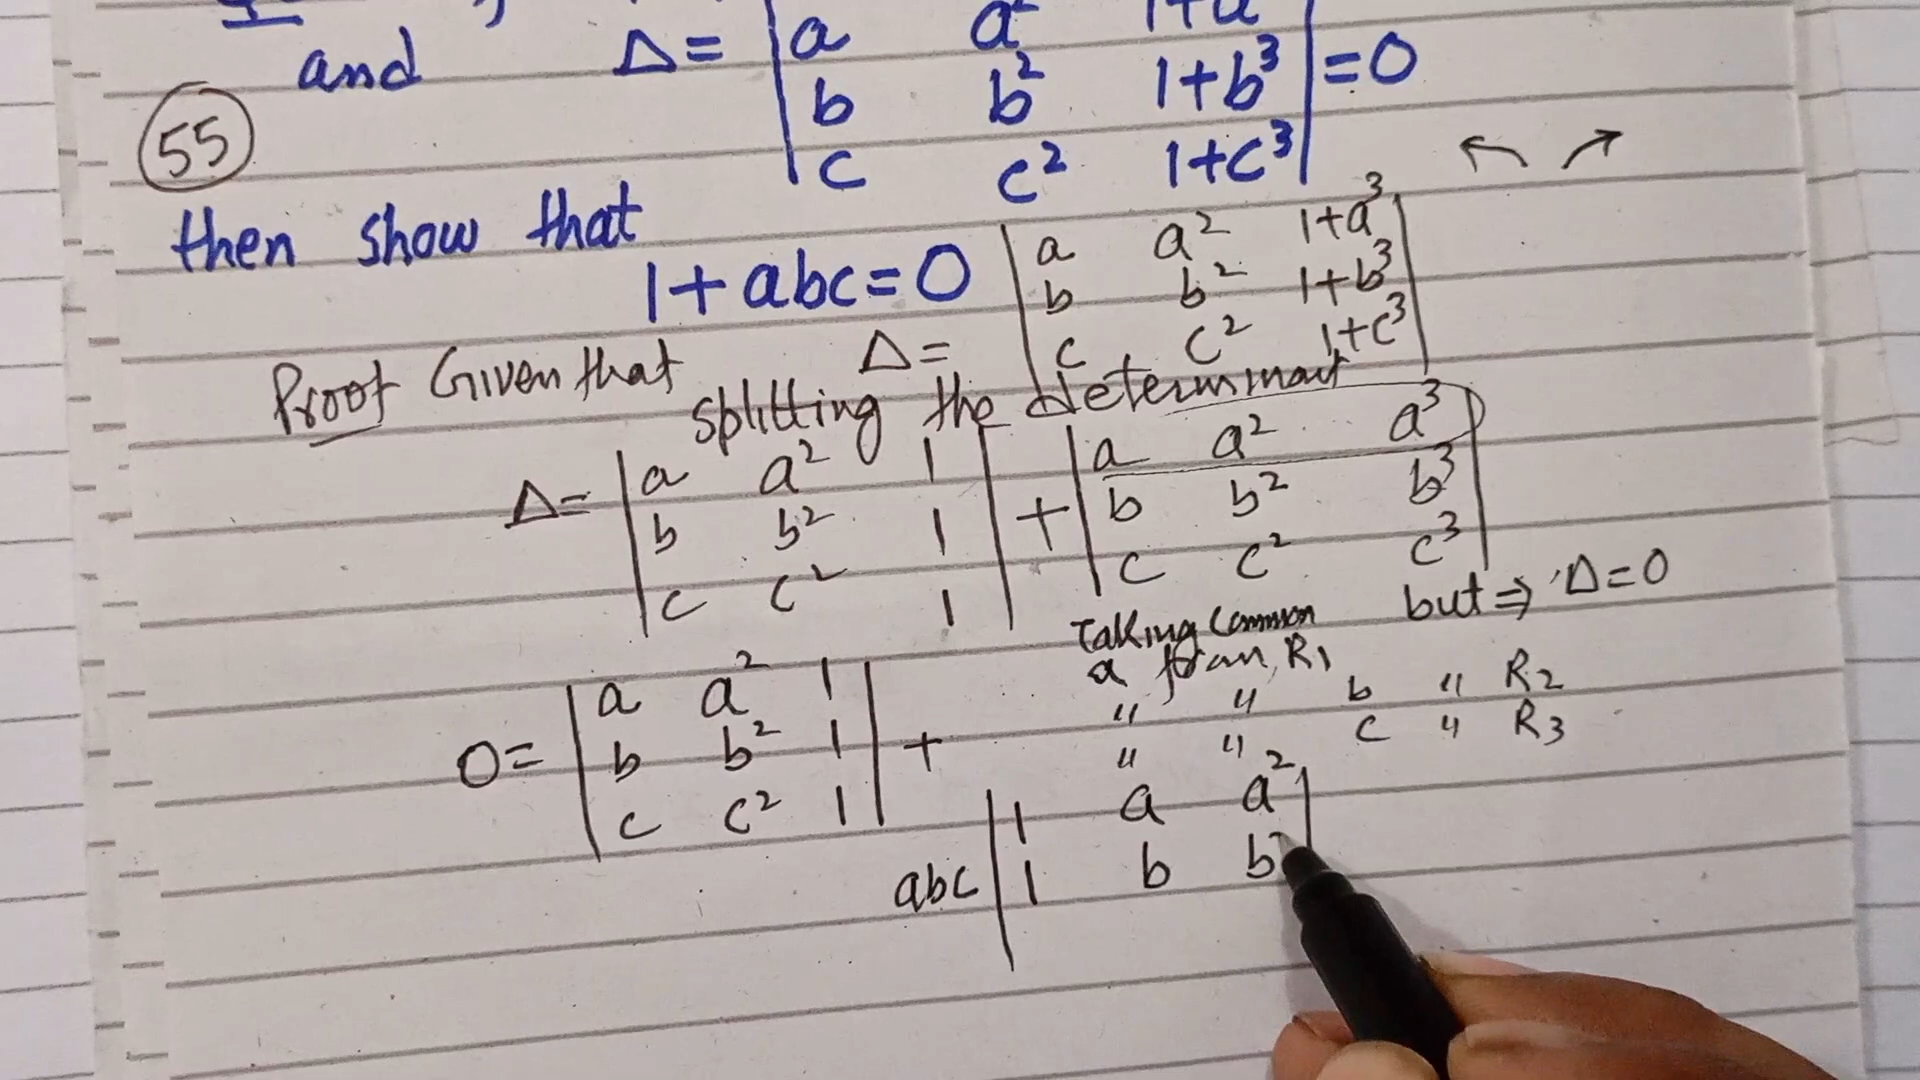 and Δ= | a a² 1+a
b b² 1+b³ | =0
55
c c² 1+c³
then show that
1+abc=0
| a a² 1+a³ |
| b b² 1+b³ |
Proof Given that Δ= | c c² 1+c³ |
splitting the determinant
Δ= | a a² 1 | + | a a² a³ |
| b b² 1 | | b b² b³ |
| c c² 1 | | c c² c³ |
but ⇒ Δ=0
Taking Common
a from R₁
" " b " R₂
" " c " R₃
0= | a a² 1 | +
| b b² 1 |
| c c² 1 |
abc | 1 a a² |
| 1 b b